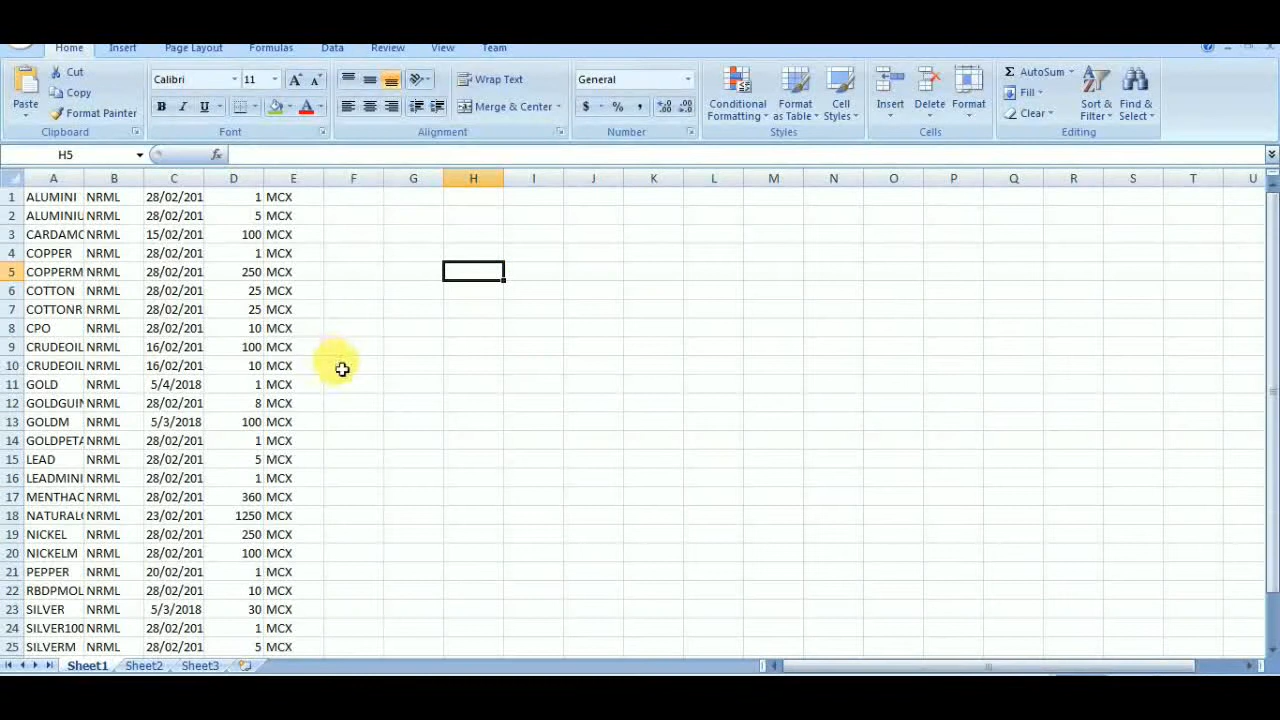 Home Insert Page Layout Formulas Data Review View Team
Cut
Copy
Format Painter
Paste
Clipboard
Calibri 11
B I U
Font
Wrap Text
Merge & Center
Alignment
General
$ % ,
Number
Conditional Formatting
Format as Table
Cell Styles
Styles
Insert Delete Format
Cells
AutoSum
Fill
Clear
Sort & Filter
Find & Select
Editing
H5 fx
A B C D E F G H I J K L M N O P Q R S T U
1 ALUMINI NRML 28/02/201 1 MCX
2 ALUMINIU NRML 28/02/201 5 MCX
3 CARDAMO NRML 15/02/201 100 MCX
4 COPPER NRML 28/02/201 1 MCX
5 COPPERM NRML 28/02/201 250 MCX
6 COTTON NRML 28/02/201 25 MCX
7 COTTONR NRML 28/02/201 25 MCX
8 CPO NRML 28/02/201 10 MCX
9 CRUDEOIL NRML 16/02/201 100 MCX
10 CRUDEOIL NRML 16/02/201 10 MCX
11 GOLD NRML 5/4/2018 1 MCX
12 GOLDGUIN NRML 28/02/201 8 MCX
13 GOLDM NRML 5/3/2018 100 MCX
14 GOLDPETA NRML 28/02/201 1 MCX
15 LEAD NRML 28/02/201 5 MCX
16 LEADMINI NRML 28/02/201 1 MCX
17 MENTHAO NRML 28/02/201 360 MCX
18 NATURALG NRML 23/02/201 1250 MCX
19 NICKEL NRML 28/02/201 250 MCX
20 NICKELM NRML 28/02/201 100 MCX
21 PEPPER NRML 20/02/201 1 MCX
22 RBDPMOL NRML 28/02/201 10 MCX
23 SILVER NRML 5/3/2018 30 MCX
24 SILVER100 NRML 28/02/201 1 MCX
25 SILVERM NRML 28/02/201 5 MCX
Sheet1 Sheet2 Sheet3